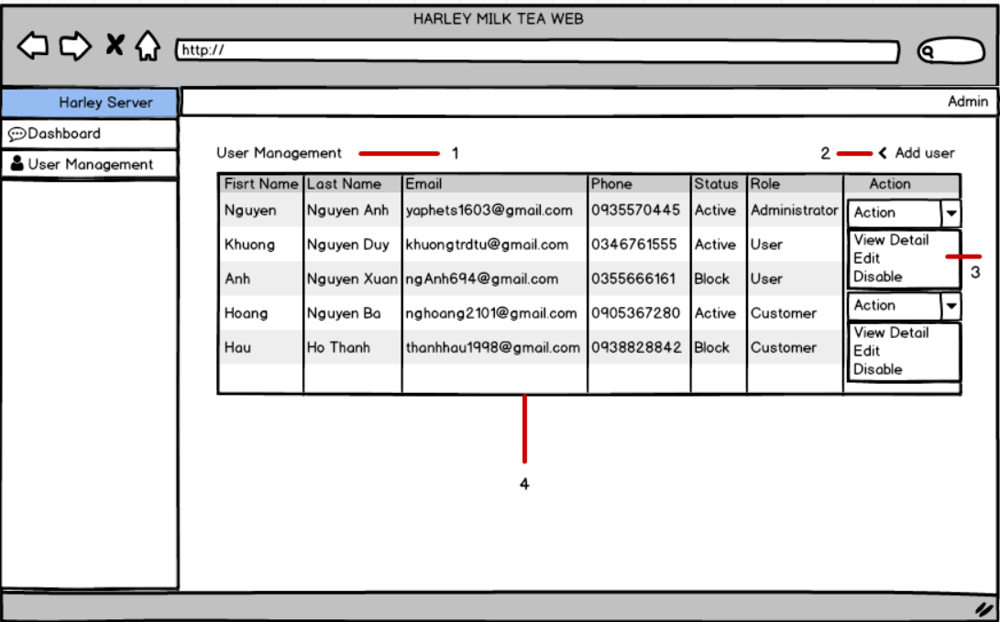 HARLEY MILK TEA WEB
http://
Harley Server
Admin
Dashboard
User Management
User Management 1
2 Add user
Fisrt Name Last Name Email Phone Status Role Action
Nguyen Nguyen Anh yaphets1603@gmail.com 0935570445 Active Administrator Action
Khuong Nguyen Duy khuongtrdtu@gmail.com 0346761555 Active User
View Detail
Edit
Disable
3
Anh Nguyen Xuan ngAnh694@gmail.com 0355666161 Block User
Hoang Nguyen Ba nghoang2101@gmail.com 0905367280 Active Customer Action
Hau Ho Thanh thanhhau1998@gmail.com 0938828842 Block Customer
View Detail
Edit
Disable
4